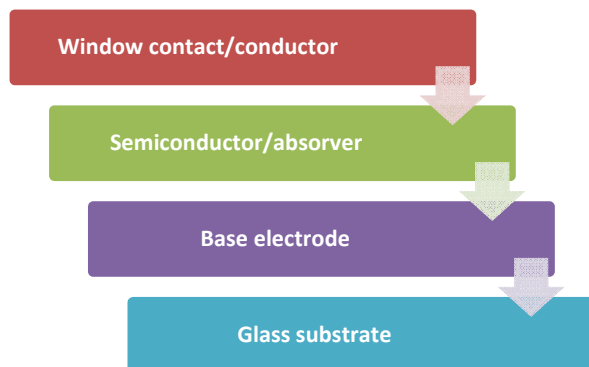 Window contact/conductor
Semiconductor/absorver
Base electrode
Glass substrate